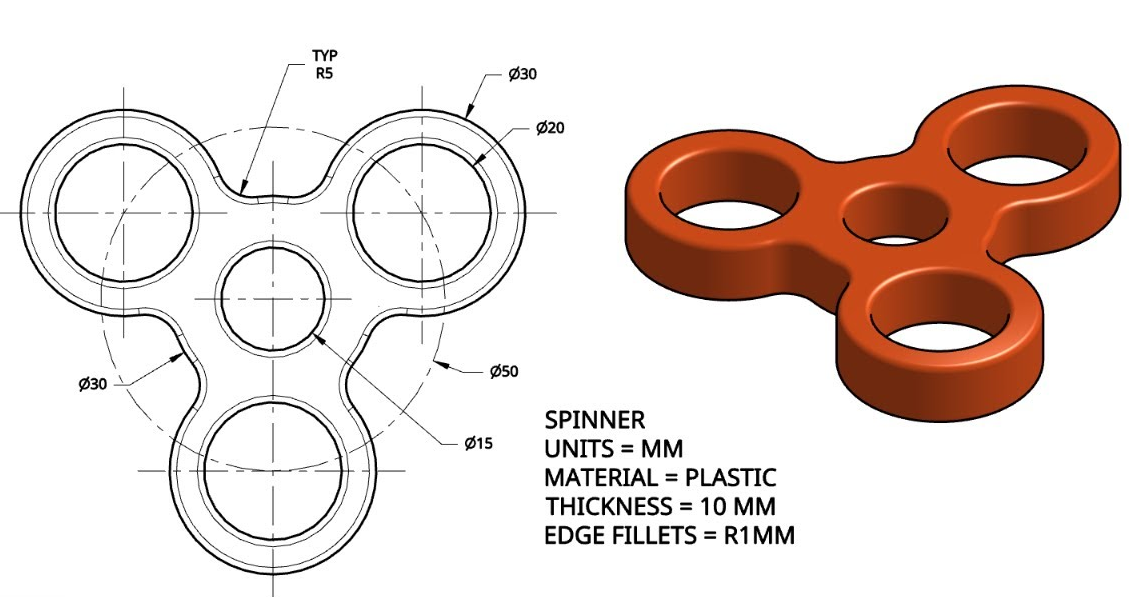 TYP
R5
Ø30
Ø20
Ø30
Ø50
Ø15
SPINNER
UNITS = MM
MATERIAL = PLASTIC
THICKNESS = 10 MM
EDGE FILLETS = R1MM